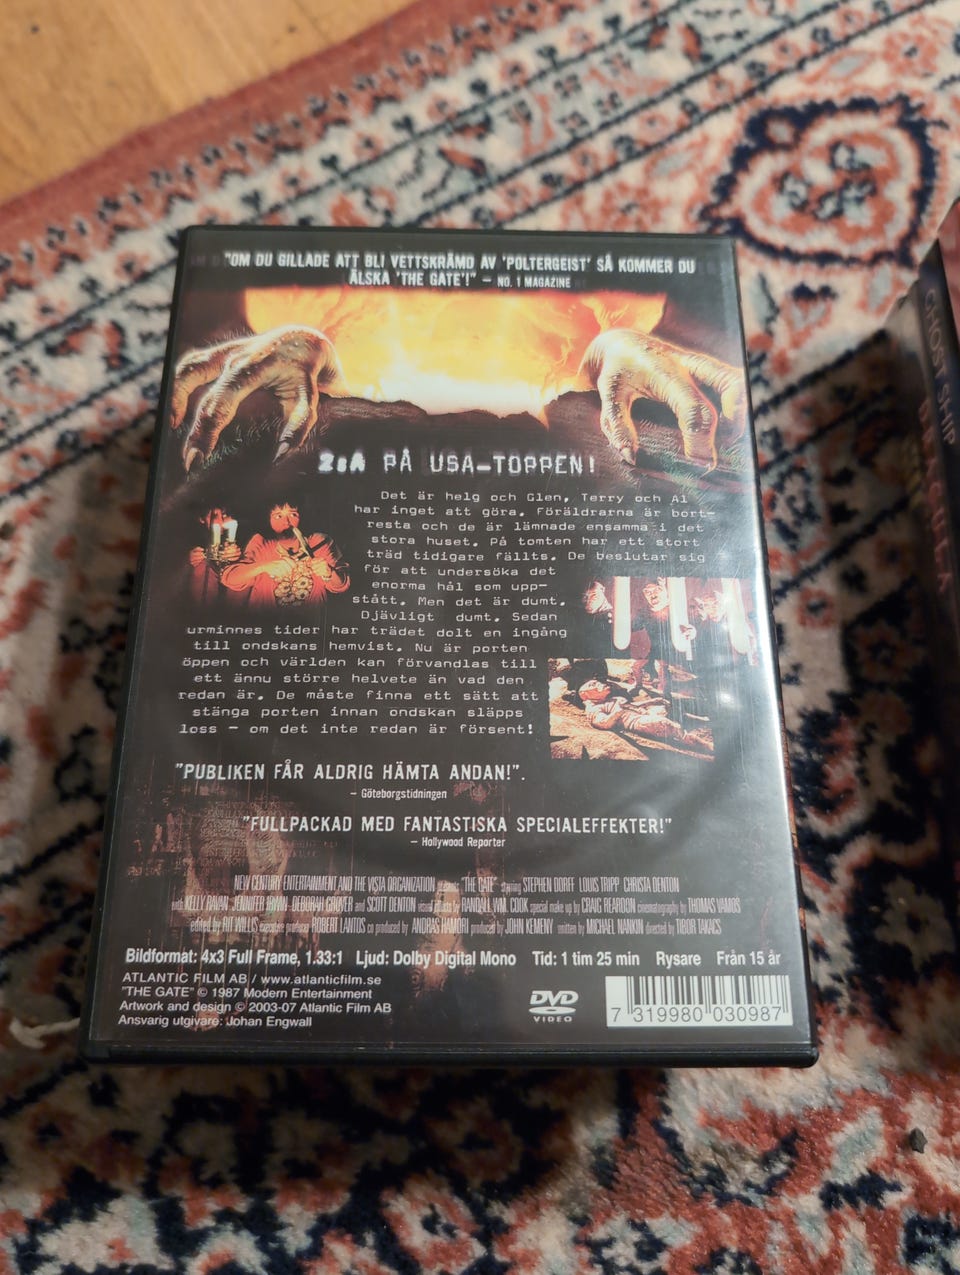 "OM DU GILLADE ATT BLI VETTSKRÄMD AV 'POLTERGEIST' SÅ KOMMER DU
ÄLSKA 'THE GATE'!" – NO. 1 MAGAZINE
2:A PÅ USA-TOPPEN!
Det är helg och Glen, Terry och Al
har inget att göra. Föräldrarna är bort-
resta och de är lämnade ensamma i det
stora huset. På tomten har ett stort
träd tidigare fällts. De beslutar sig
för att undersöka det
enorma hål som upp-
stått. Men det är dumt.
Djävligt dumt. Sedan
urminnes tider har trädet dolt en ingång
till ondskans hemvist. Nu är porten
öppen och världen kan förvandlas till
ett ännu större helvete än vad den
redan är. De måste finna ett sätt att
stänga porten innan ondskan släpps
loss – om det inte redan är försent!
"PUBLIKEN FÅR ALDRIG HÄMTA ANDAN!".
– Göteborgstidningen
"FULLPACKAD MED FANTASTISKA SPECIALEFFEKTER!"
– Hollywood Reporter
NEW CENTURY ENTERTAINMENT AND THE VISTA ORGANIZATION "THE GATE" starring STEPHEN DORFF LOUIS TRIPP CHRISTA DENTON
with KELLY ROWAN JENNIFER IRWIN DEBORAH GROVER and SCOTT DENTON visual effects by RANDALL WM. COOK special make up by CRAIG REARDON cinematography by THOMAS VAMOS
edited by RIT WALLIS executive producer ROBERT LANTOS co produced by ANDRAS HAMORI produced by JOHN KEMENY written by MICHAEL NANKIN directed by TIBOR TAKACS
Bildformat: 4x3 Full Frame, 1.33:1 Ljud: Dolby Digital Mono Tid: 1 tim 25 min Rysare Från 15 år
ATLANTIC FILM AB / www.atlanticfilm.se
"THE GATE" © 1987 Modern Entertainment
Artwork and design © 2003-07 Atlantic Film AB
Ansvarig utgivare: Johan Engwall
DVD
VIDEO
7 319980 030987
GHOST SHIP